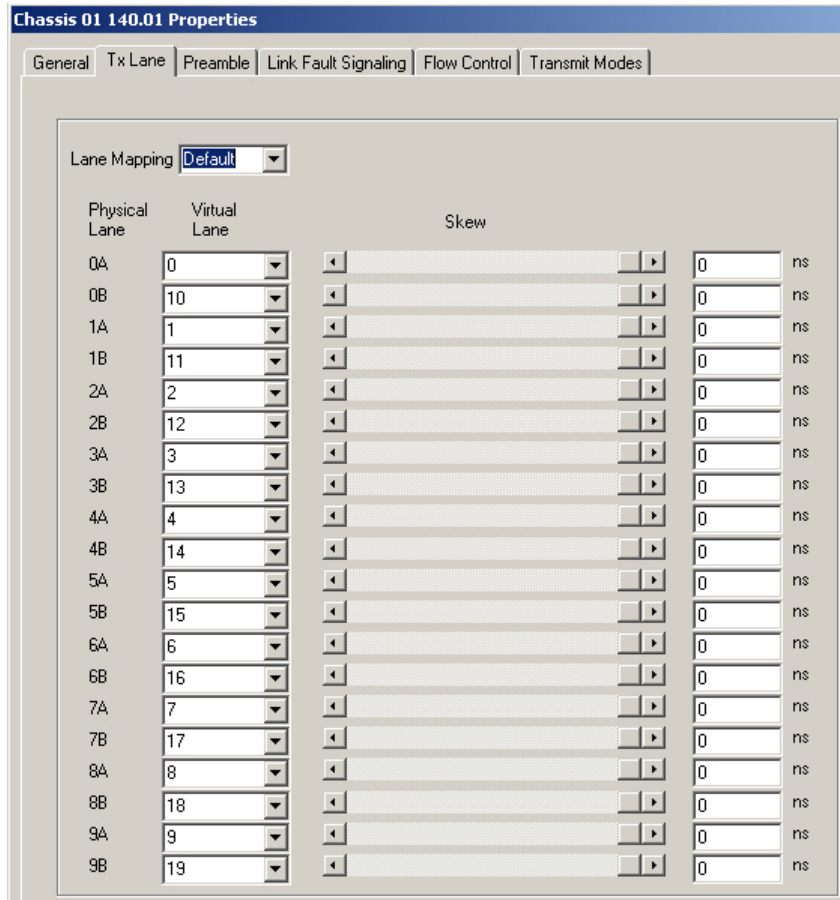 Chassis 01 140.01 Properties
General Tx Lane Preamble Link Fault Signaling Flow Control Transmit Modes
Lane Mapping Default
Physical Lane Virtual Lane Skew
0A 0 0 ns
0B 10 0 ns
1A 1 0 ns
1B 11 0 ns
2A 2 0 ns
2B 12 0 ns
3A 3 0 ns
3B 13 0 ns
4A 4 0 ns
4B 14 0 ns
5A 5 0 ns
5B 15 0 ns
6A 6 0 ns
6B 16 0 ns
7A 7 0 ns
7B 17 0 ns
8A 8 0 ns
8B 18 0 ns
9A 9 0 ns
9B 19 0 ns